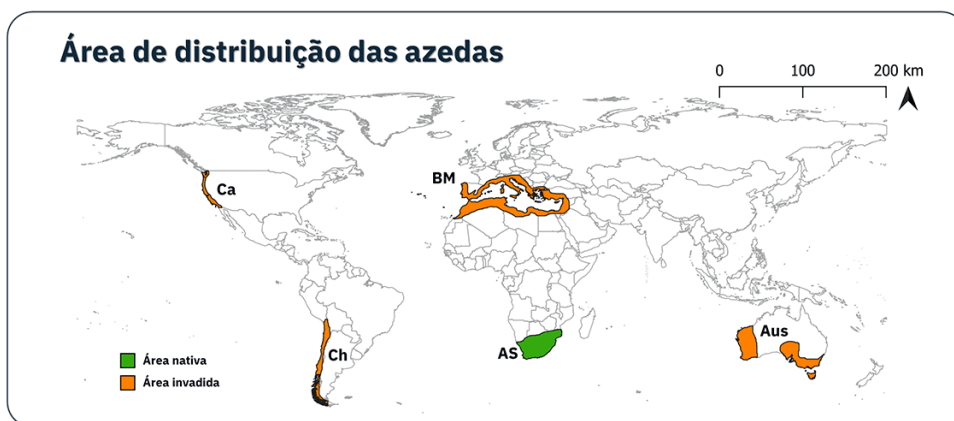 Área de distribuição das azedas
0 100 200 km
BM
Ca
Aus
Ch
AS
Área nativa
Área invadida